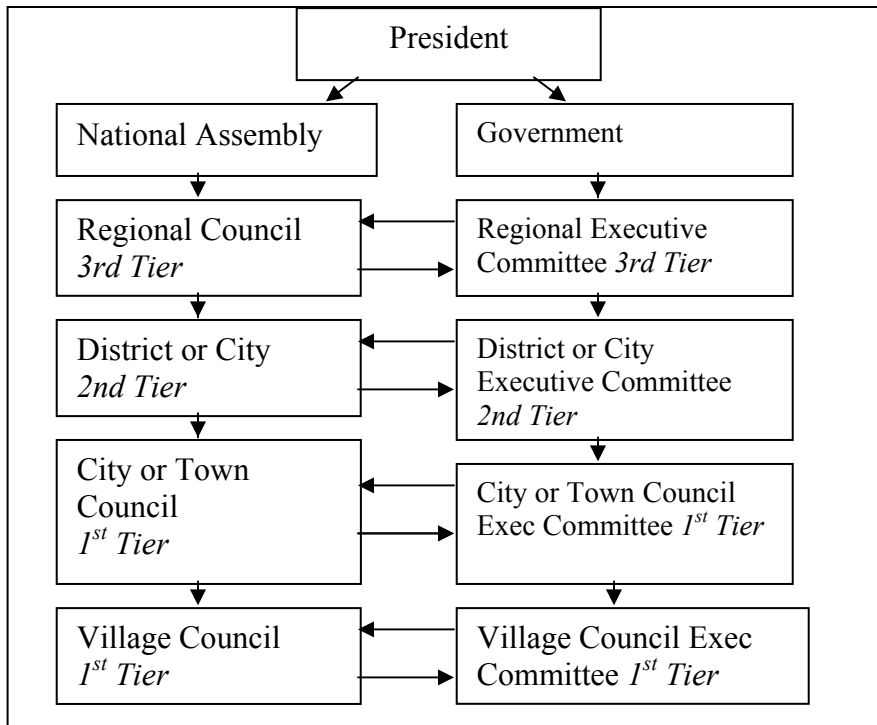 President
National Assembly
Government
Regional Council
3rd Tier
Regional Executive
Committee 3rd Tier
District or City
2nd Tier
District or City
Executive Committee
2nd Tier
City or Town
Council
1st Tier
City or Town Council
Exec Committee 1st Tier
Village Council
1st Tier
Village Council Exec
Committee 1st Tier